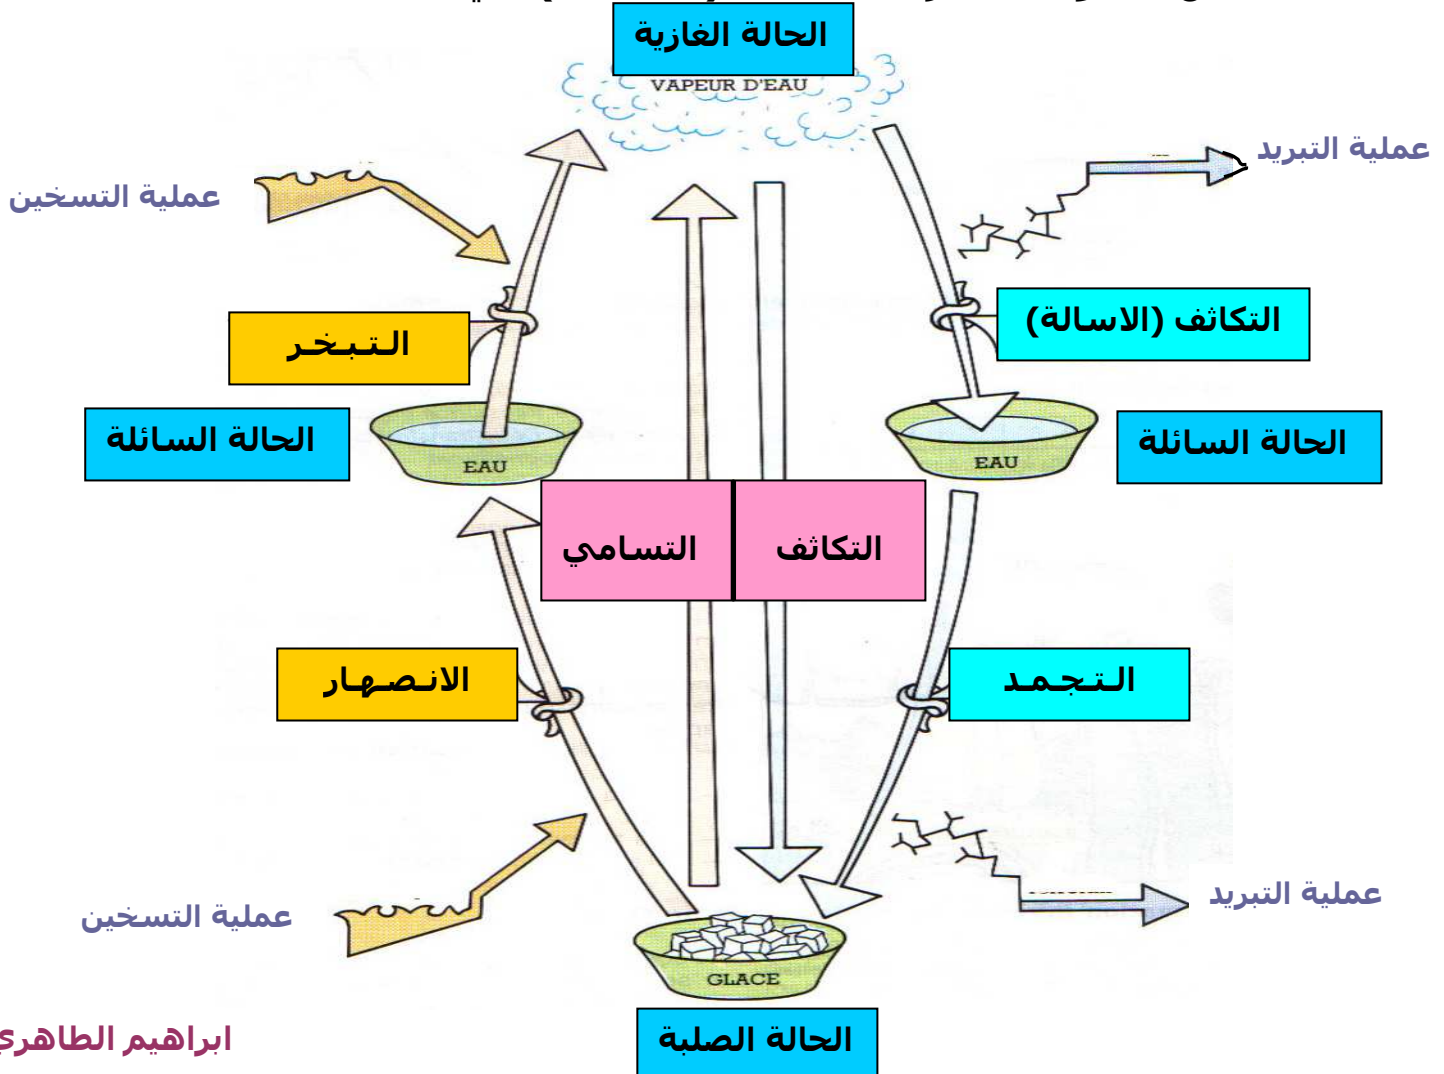 الحالة الغازية
VAPEUR D'EAU
عملية التبريد
عملية التسخين
التكاثف (الاسالة)
الـتـبـخـر
الحالة السائلة
الحالة السائلة
EAU
EAU
التكاثف
التسامي
الـتـجـمـد
الانـصـهـار
عملية التبريد
عملية التسخين
GLACE
الحالة الصلبة
ابراهيم الطاهري